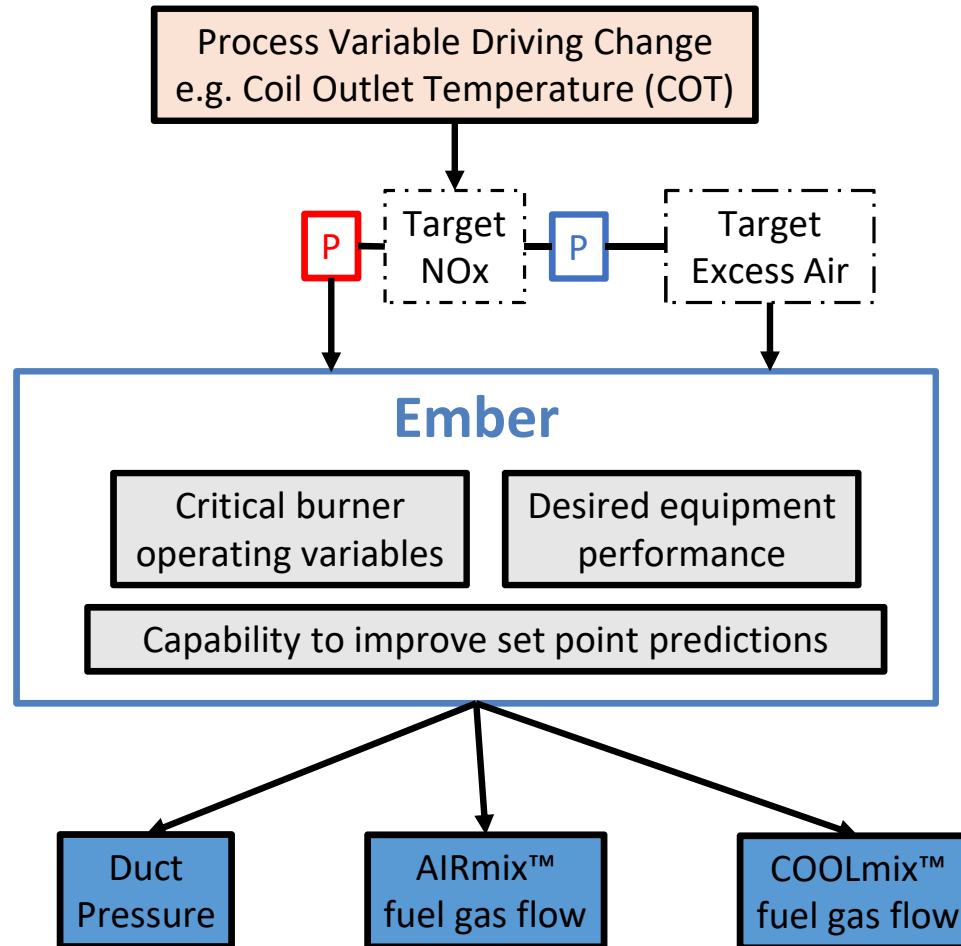 Process Variable Driving Change
e.g. Coil Outlet Temperature (COT)
P
Target
NOx
P
Target
Excess Air
Ember
Critical burner
operating variables
Desired equipment
performance
Capability to improve set point predictions
Duct
Pressure
AIRmix™
fuel gas flow
COOLmix™
fuel gas flow